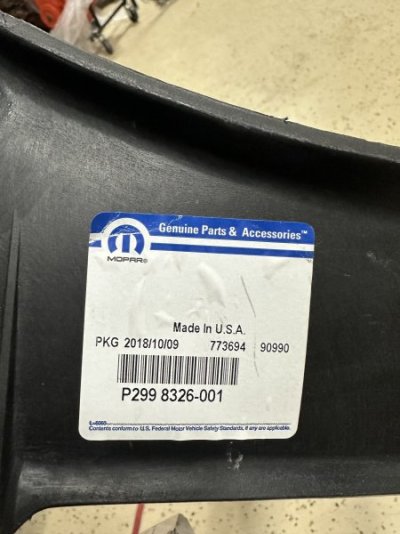 Genuine Parts & Accessories™
MOPAR®
Made In U.S.A.
PKG 2018/10/09 773694 90990
P299 8326-001
Contents conform to U.S. Federal Motor Vehicle Safety Standards, if any are applicable.